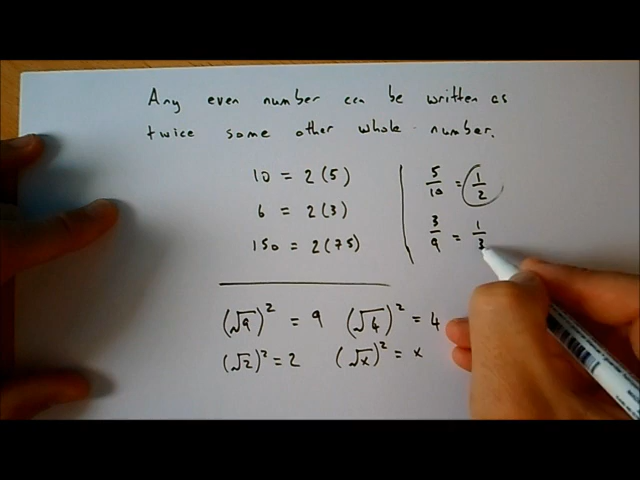 Any even number can be written as
twice some other whole number.
10 = 2(5)
6 = 2(3)
150 = 2(75)
5/10 = 1/2
3/9 = 1/3
(√9)² = 9 (√4)² = 4
(√2)² = 2 (√x)² = x